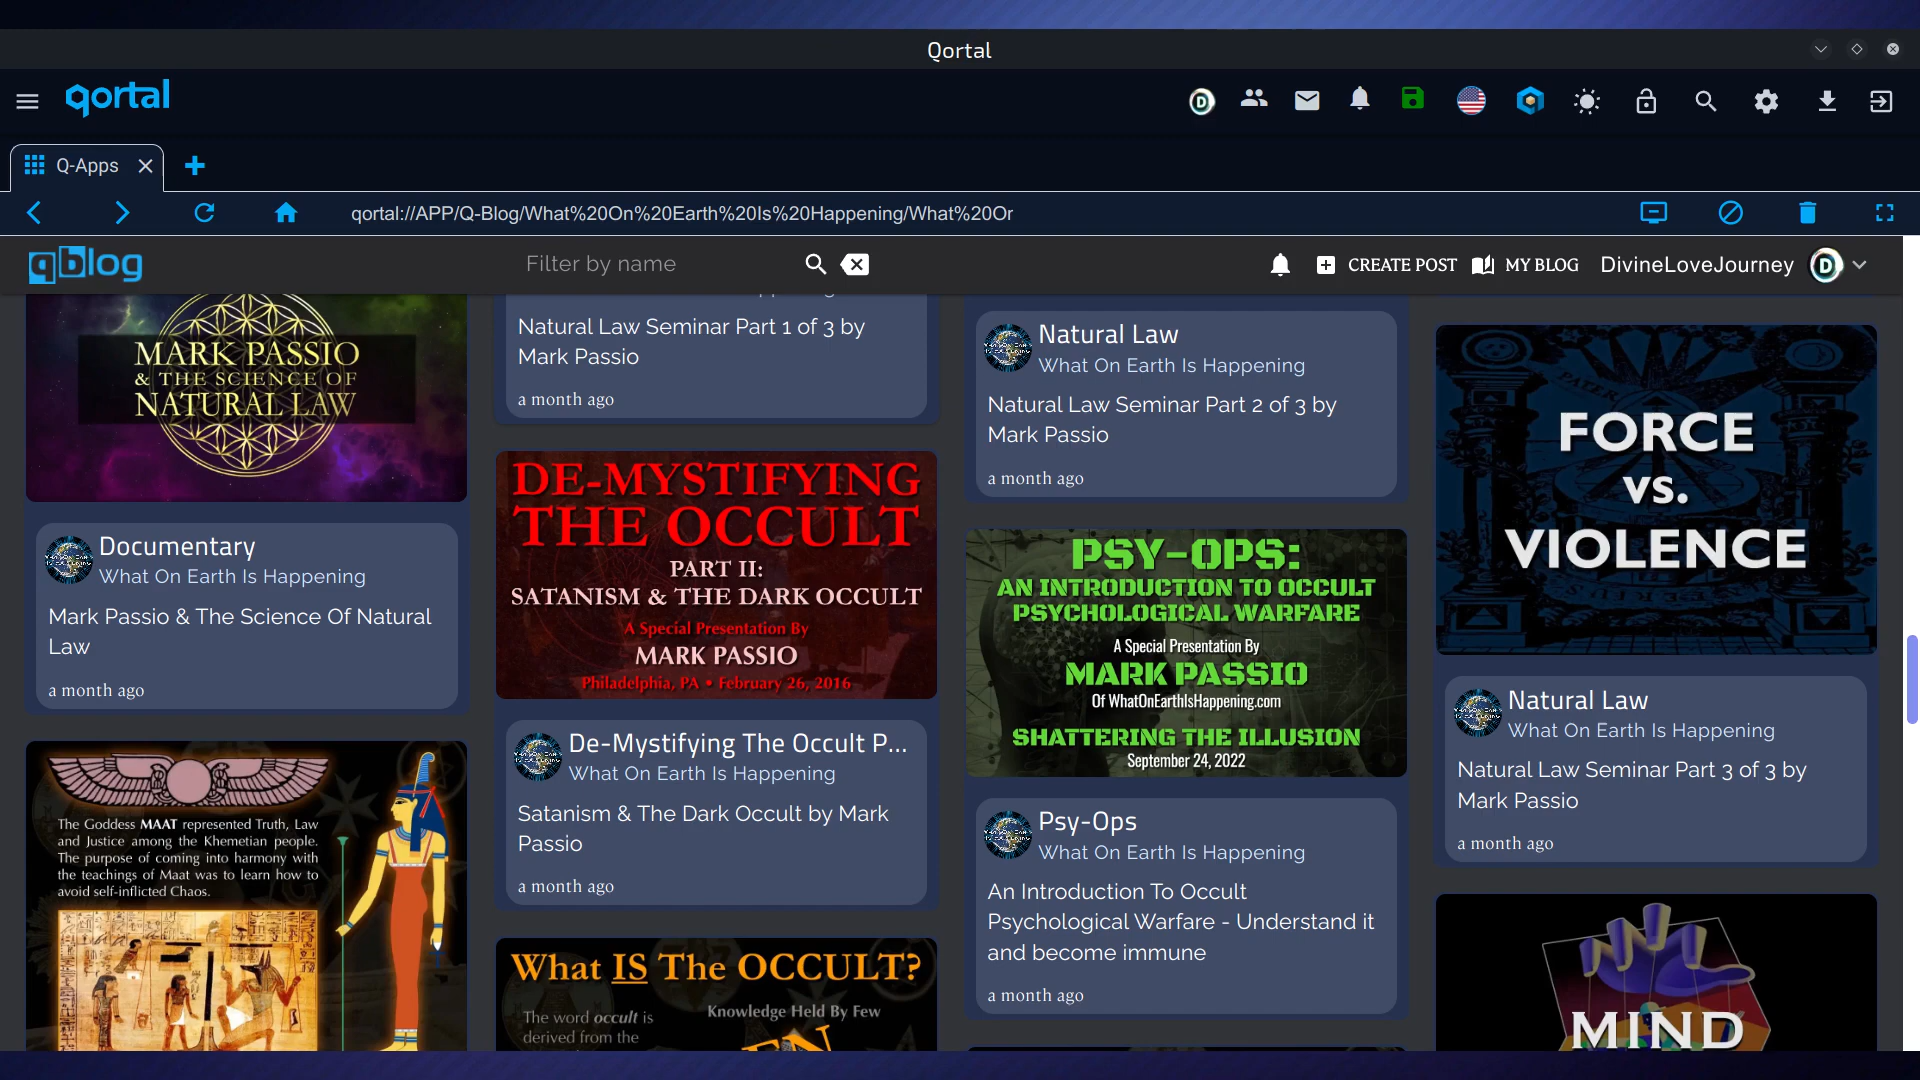 Qortal
qortal
Q-Apps
qortal://APP/Q-Blog/What%20On%20Earth%20Is%20Happening/What%20Or
qblog
Filter by name
CREATE POST
MY BLOG
DivineLoveJourney
MARK PASSIO
& THE SCIENCE OF
NATURAL LAW
Documentary
What On Earth Is Happening
Mark Passio & The Science Of Natural
Law
a month ago
The Goddess MAAT represented Truth, Law
and Justice among the Khemetian people.
The purpose of coming into harmony with
the teachings of Maat was to learn how to
avoid self-inflicted Chaos.
Natural Law Seminar Part 1 of 3 by
Mark Passio
a month ago
DE-MYSTIFYING
THE OCCULT
PART II:
SATANISM & THE DARK OCCULT
A Special Presentation By
MARK PASSIO
Philadelphia, PA • February 26, 2016
De-Mystifying The Occult P...
What On Earth Is Happening
Satanism & The Dark Occult by Mark
Passio
a month ago
What IS The OCCULT?
Knowledge Held By Few
The word occult is
derived from the
Natural Law
What On Earth Is Happening
Natural Law Seminar Part 2 of 3 by
Mark Passio
a month ago
PSY-OPS:
AN INTRODUCTION TO OCCULT
PSYCHOLOGICAL WARFARE
A Special Presentation By
MARK PASSIO
Of WhatOnEarthIsHappening.com
SHATTERING THE ILLUSION
September 24, 2022
Psy-Ops
What On Earth Is Happening
An Introduction To Occult
Psychological Warfare - Understand it
and become immune
a month ago
FORCE
vs.
VIOLENCE
Natural Law
What On Earth Is Happening
Natural Law Seminar Part 3 of 3 by
Mark Passio
a month ago
MIND